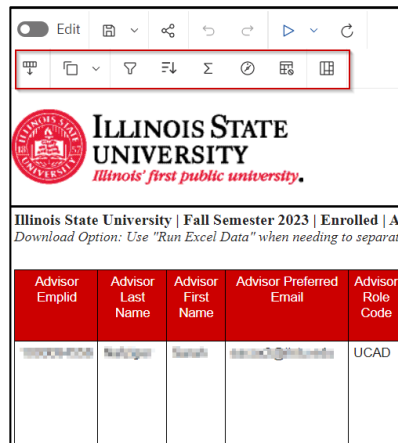 Edit
ILLINOIS STATE
UNIVERSITY
Illinois' first public university.
Illinois State University | Fall Semester 2023 | Enrolled | A
Download Option: Use "Run Excel Data" when needing to separat
Advisor Emplid Advisor Last Name Advisor First Name Advisor Preferred Email Advisor Role Code
UCAD